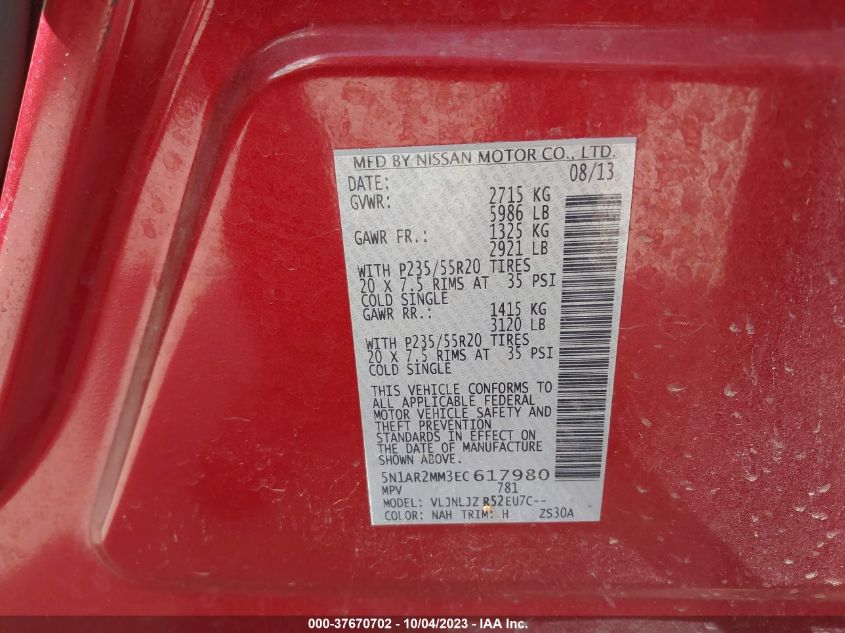 MFD BY NISSAN MOTOR CO., LTD.
DATE: 08/13
GVWR: 2715 KG
5986 LB
GAWR FR.: 1325 KG
2921 LB
WITH P235/55R20 TIRES
20 X 7.5 RIMS AT 35 PSI
COLD SINGLE
GAWR RR.: 1415 KG
3120 LB
WITH P235/55R20 TIRES
20 X 7.5 RIMS AT 35 PSI
COLD SINGLE
THIS VEHICLE CONFORMS TO
ALL APPLICABLE FEDERAL
MOTOR VEHICLE SAFETY AND
THEFT PREVENTION
STANDARDS IN EFFECT ON
THE DATE OF MANUFACTURE
SHOWN ABOVE.
5N1AR2MM3EC617980
MPV 781
MODEL: VLJNLJZ R52EU7C--
COLOR: NAH TRIM: H ZS30A
000-37670702 - 10/04/2023 - IAA Inc.